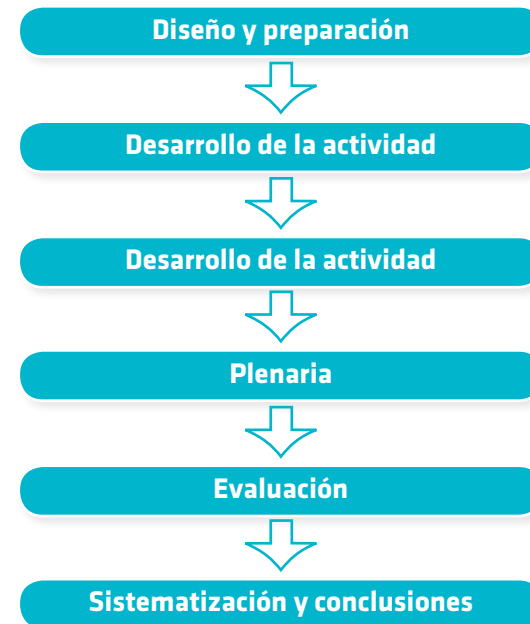 Diseño y preparación
Desarrollo de la actividad
Desarrollo de la actividad
Plenaria
Evaluación
Sistematización y conclusiones